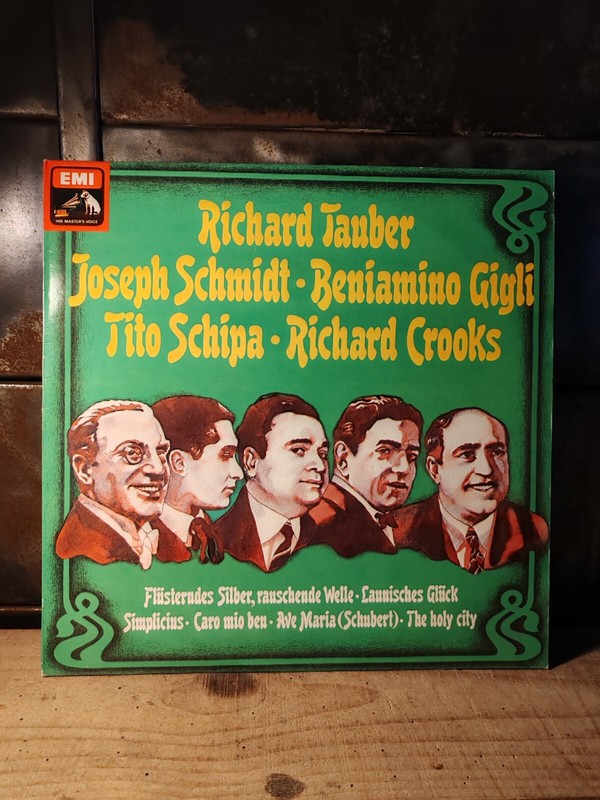 EMI
HIS MASTER'S VOICE
Richard Tauber
Joseph Schmidt · Beniamino Gigli
Tito Schipa · Richard Crooks
Flüsterndes Silber, rauschende Welle · Launisches Glück
Simplicius · Caro mio ben · Ave Maria (Schubert) · The holy city